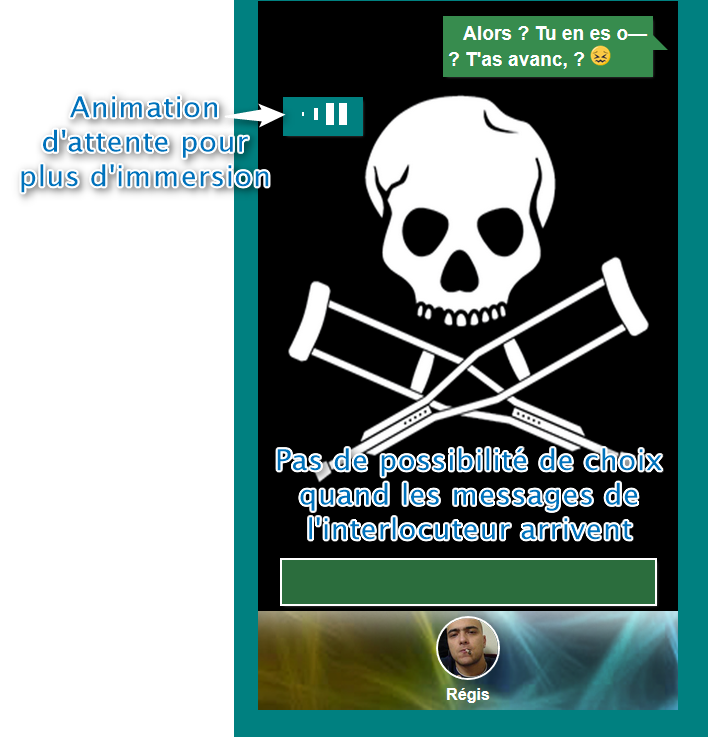 Alors ? Tu en es o—
? T'as avanc‚ ? 😖
Animation
d'attente pour
plus d'immersion
Pas de possibilité de choix
quand les messages de
l'interlocuteur arrivent
Régis